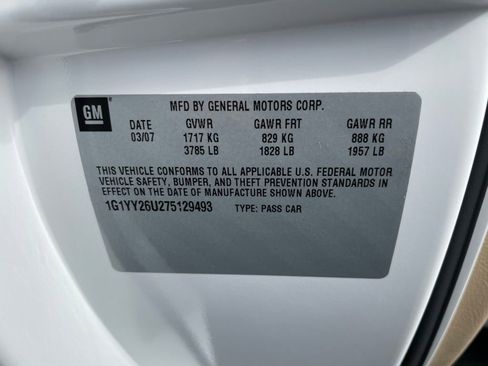 GM
MFD BY GENERAL MOTORS CORP.
DATE GVWR GAWR FRT GAWR RR
03/07 1717 KG 829 KG 888 KG
3785 LB 1828 LB 1957 LB
THIS VEHICLE CONFORMS TO ALL APPLICABLE U.S. FEDERAL MOTOR
VEHICLE SAFETY, BUMPER, AND THEFT PREVENTION STANDARDS IN
EFFECT ON THE DATE OF MANUFACTURE SHOWN ABOVE.
1G1YY26U275129493 TYPE: PASS CAR